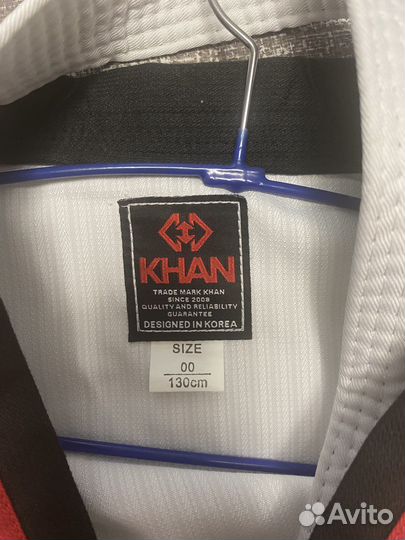 KHAN
TRADE MARK KHAN
SINCE 2008
QUALITY AND RELIABILITY
GUARANTEE
DESIGNED IN KOREA
SIZE
00
130cm
Avito